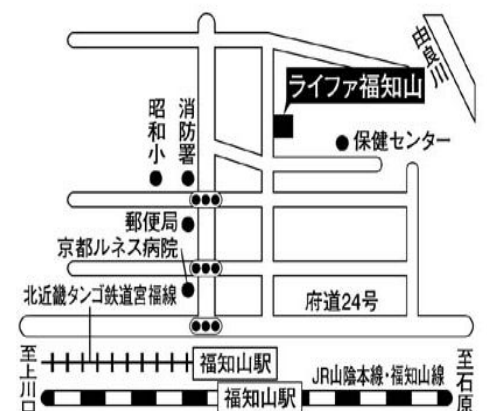 由良川
ライファ福知山
昭和小
消防署
保健センター
郵便局
京都ルネス病院
北近畿タンゴ鉄道宮福線
府道24号
至上川口
福知山駅
JR山陰本線・福知山線
福知山駅
至石原